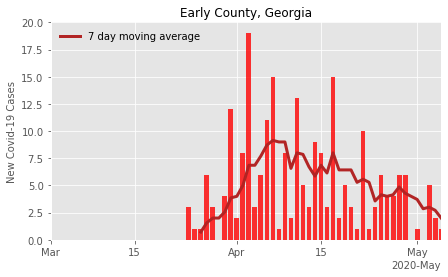 Early County, Georgia
7 day moving average
New Covid-19 Cases
20.0
17.5
15.0
12.5
10.0
7.5
5.0
2.5
0.0
Mar
15
Apr
15
May
2020-May